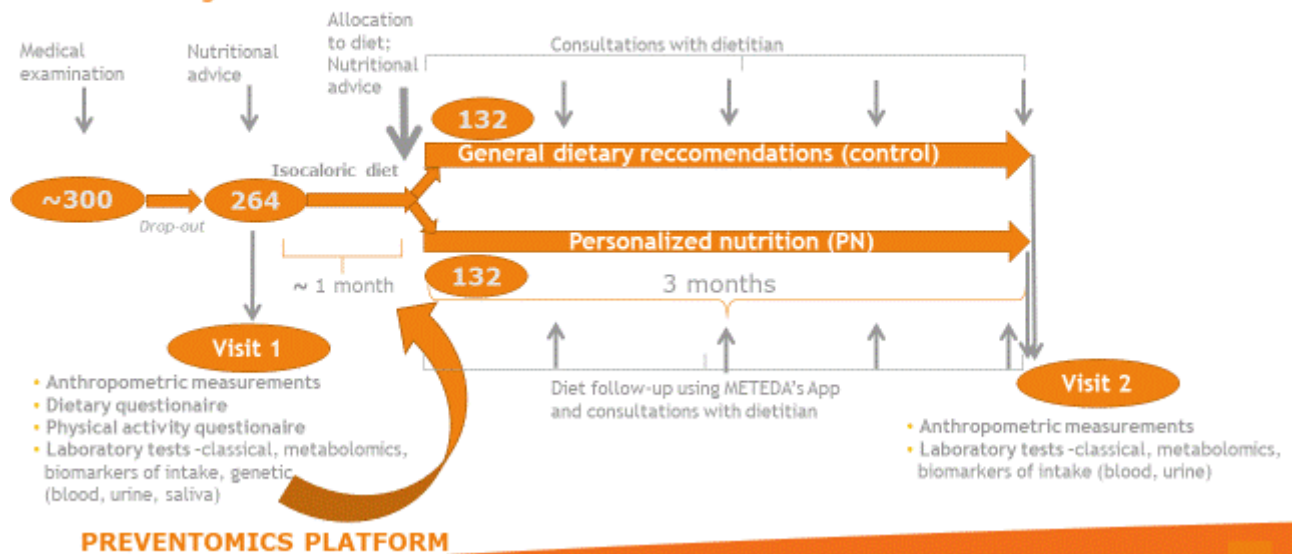 Medical
examination
Nutritional
advice
Allocation
to diet;
Nutritional
advice
Consultations with dietitian
132
General dietary reccomendations (control)
Isocaloric diet
~300
Drop-out
264
Personalized nutrition (PN)
~ 1 month
132
3 months
Visit 1
• Anthropometric measurements
• Dietary questionaire
• Physical activity questionaire
• Laboratory tests -classical, metabolomics,
biomarkers of intake, genetic
(blood, urine, saliva)
Diet follow-up using METEDA's App
and consultations with dietitian
Visit 2
• Anthropometric measurements
• Laboratory tests -classical, metabolomics,
biomarkers of intake (blood, urine)
PREVENTOMICS PLATFORM